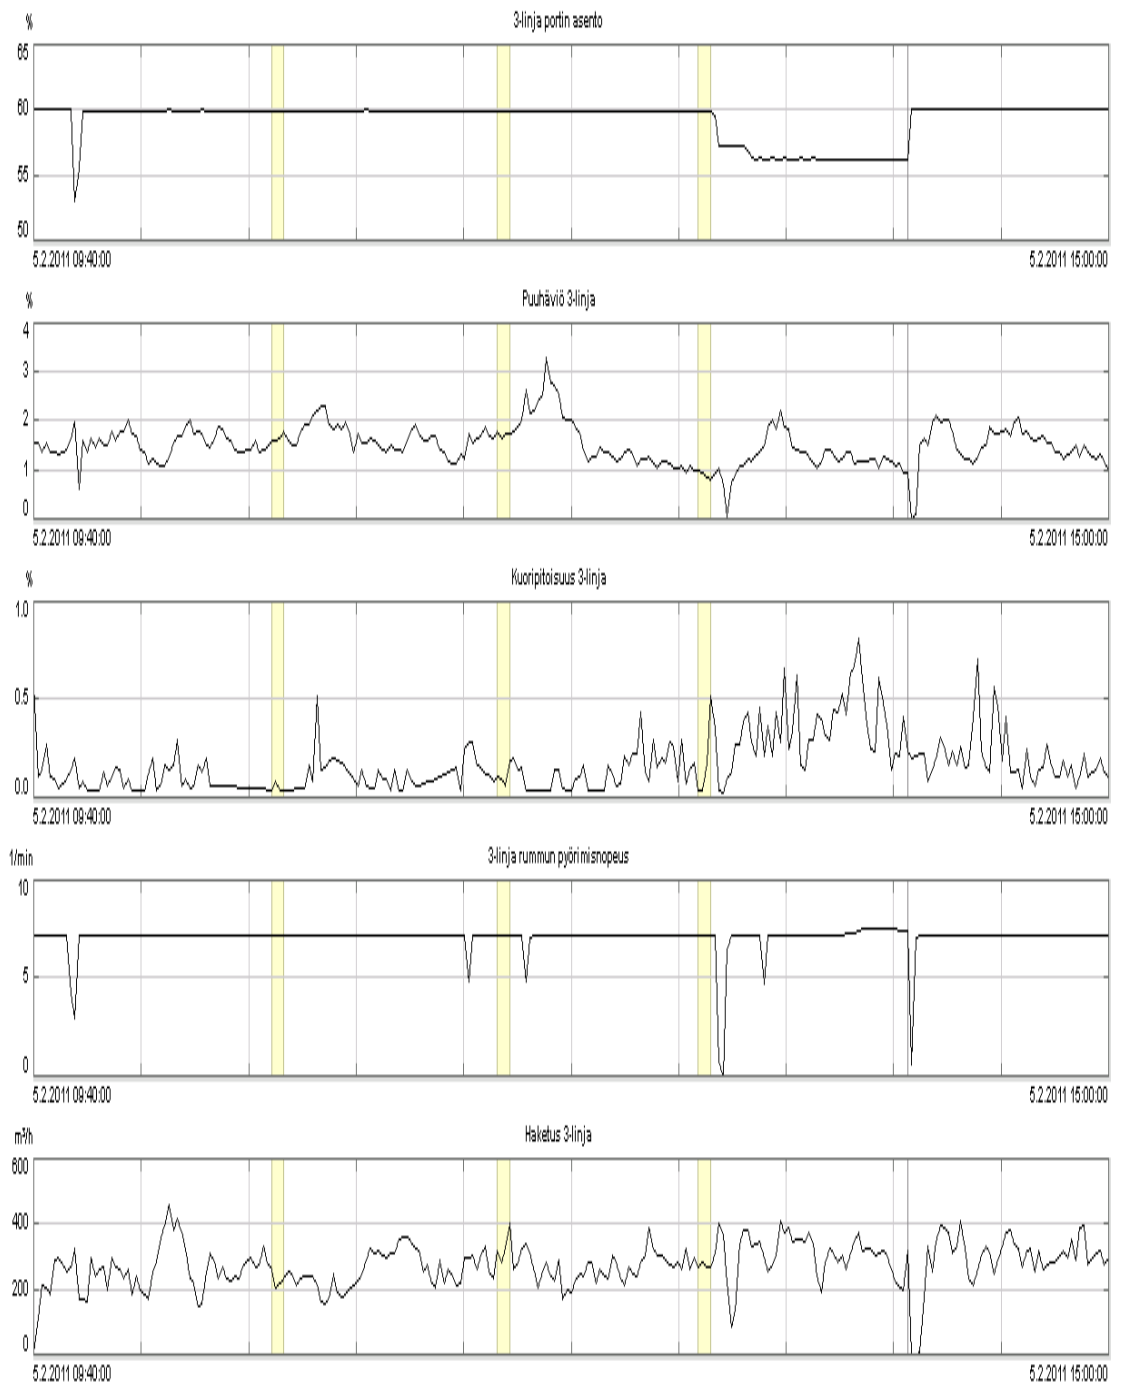 3-linja portin asento
%
65
60
55
50
5.2.2011 09:40:00 5.2.2011 15:00:00
Puuhäviö 3-linja
%
4
3
2
1
0
5.2.2011 09:40:00 5.2.2011 15:00:00
Kuoripitoisuus 3-linja
%
1.0
0.5
0.0
5.2.2011 09:40:00 5.2.2011 15:00:00
3-linja rummun pyörimisnopeus
1/min
10
5
0
5.2.2011 09:40:00 5.2.2011 15:00:00
Haketus 3-linja
m³/h
600
400
200
0
5.2.2011 09:40:00 5.2.2011 15:00:00